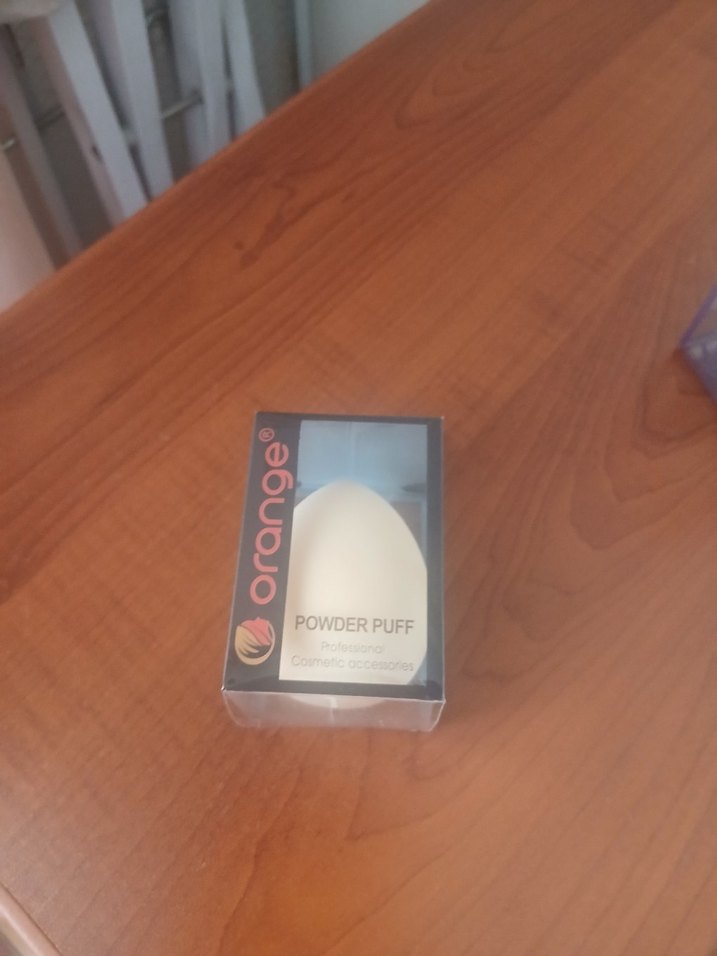 orange®
POWDER PUFF
Professional
Cosmetic accessories